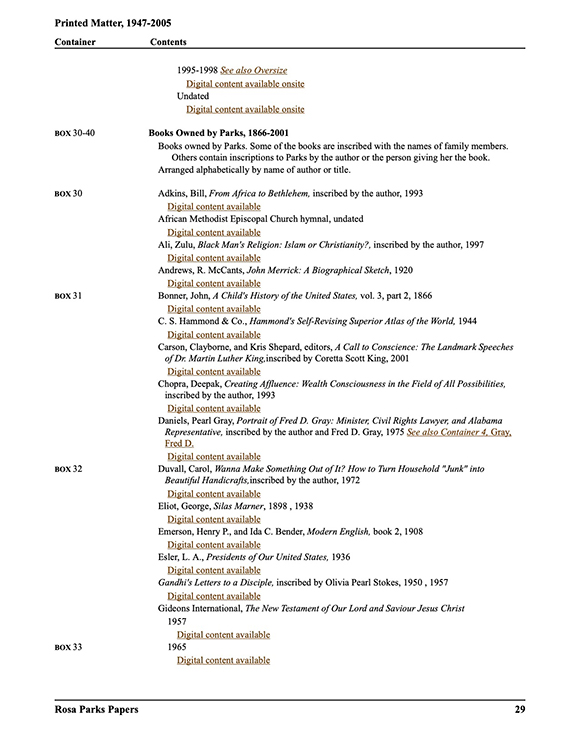 Printed Matter, 1947-2005
Container Contents
1995-1998 See also Oversize
Digital content available onsite
Undated
Digital content available onsite
BOX 30-40 Books Owned by Parks, 1866-2001
Books owned by Parks. Some of the books are inscribed with the names of family members.
Others contain inscriptions to Parks by the author or the person giving her the book.
Arranged alphabetically by name of author or title.
BOX 30 Adkins, Bill, From Africa to Bethlehem, inscribed by the author, 1993
Digital content available
African Methodist Episcopal Church hymnal, undated
Digital content available
Ali, Zulu, Black Man's Religion: Islam or Christianity?, inscribed by the author, 1997
Digital content available
Andrews, R. McCants, John Merrick: A Biographical Sketch, 1920
Digital content available
BOX 31 Bonner, John, A Child's History of the United States, vol. 3, part 2, 1866
Digital content available
C. S. Hammond & Co., Hammond's Self-Revising Superior Atlas of the World, 1944
Digital content available
Carson, Clayborne, and Kris Shepard, editors, A Call to Conscience: The Landmark Speeches
of Dr. Martin Luther King,inscribed by Coretta Scott King, 2001
Digital content available
Chopra, Deepak, Creating Affluence: Wealth Consciousness in the Field of All Possibilities,
inscribed by the author, 1993
Digital content available
Daniels, Pearl Gray, Portrait of Fred D. Gray: Minister, Civil Rights Lawyer, and Alabama
Representative, inscribed by the author and Fred D. Gray, 1975 See also Container 4, Gray,
Fred D.
Digital content available
BOX 32 Duvall, Carol, Wanna Make Something Out of It? How to Turn Household "Junk" into
Beautiful Handicrafts,inscribed by the author, 1972
Digital content available
Eliot, George, Silas Marner, 1898 , 1938
Digital content available
Emerson, Henry P., and Ida C. Bender, Modern English, book 2, 1908
Digital content available
Esler, L. A., Presidents of Our United States, 1936
Digital content available
Gandhi's Letters to a Disciple, inscribed by Olivia Pearl Stokes, 1950 , 1957
Digital content available
Gideons International, The New Testament of Our Lord and Saviour Jesus Christ
1957
Digital content available
BOX 33 1965
Digital content available
Rosa Parks Papers 29